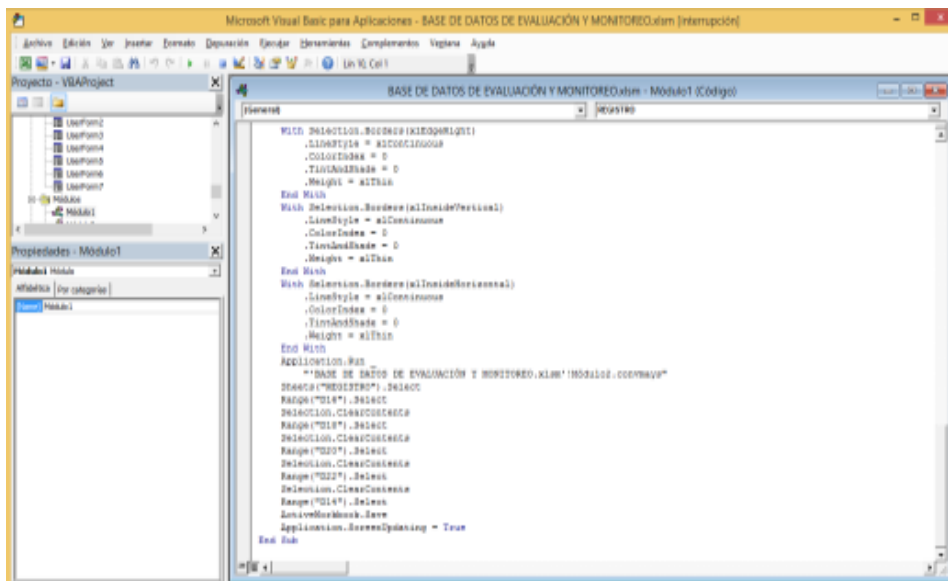 Microsoft Visual Basic para Aplicaciones - BASE DE DATOS DE EVALUACIÓN Y MONITOREO.xlsm [interrupción]
Archivo Edición Ver Insertar Formato Depuración Ejecutar Herramientas Complementos Ventana Ayuda
Lín 10, Col 1
Proyecto - VBAProject
UserForm2
UserForm3
UserForm4
UserForm5
UserForm6
UserForm7
Módulos
Módulo1
Propiedades - Módulo1
Módulo1 Módulo
Alfabética Por categorías
(Name) Módulo1
BASE DE DATOS DE EVALUACIÓN Y MONITOREO.xlsm - Módulo1 (Código)
(General) REGISTRO
With Selection.Borders(xlEdgeRight)
.LineStyle = xlContinuous
.ColorIndex = 0
.TintAndShade = 0
.Weight = xlThin
End With
With Selection.Borders(xlInsideVertical)
.LineStyle = xlContinuous
.ColorIndex = 0
.TintAndShade = 0
.Weight = xlThin
End With
With Selection.Borders(xlInsideHorizontal)
.LineStyle = xlContinuous
.ColorIndex = 0
.TintAndShade = 0
.Weight = xlThin
End With
Application.Run _
"'BASE DE DATOS DE EVALUACIÓN Y MONITOREO.xlsm'!Módulo2.convmays"
Sheets("REGISTRO").Select
Range("D16").Select
Selection.ClearContents
Range("D18").Select
Selection.ClearContents
Range("D20").Select
Selection.ClearContents
Range("D22").Select
Selection.ClearContents
Range("D14").Select
ActiveWorkbook.Save
Application.ScreenUpdating = True
End Sub